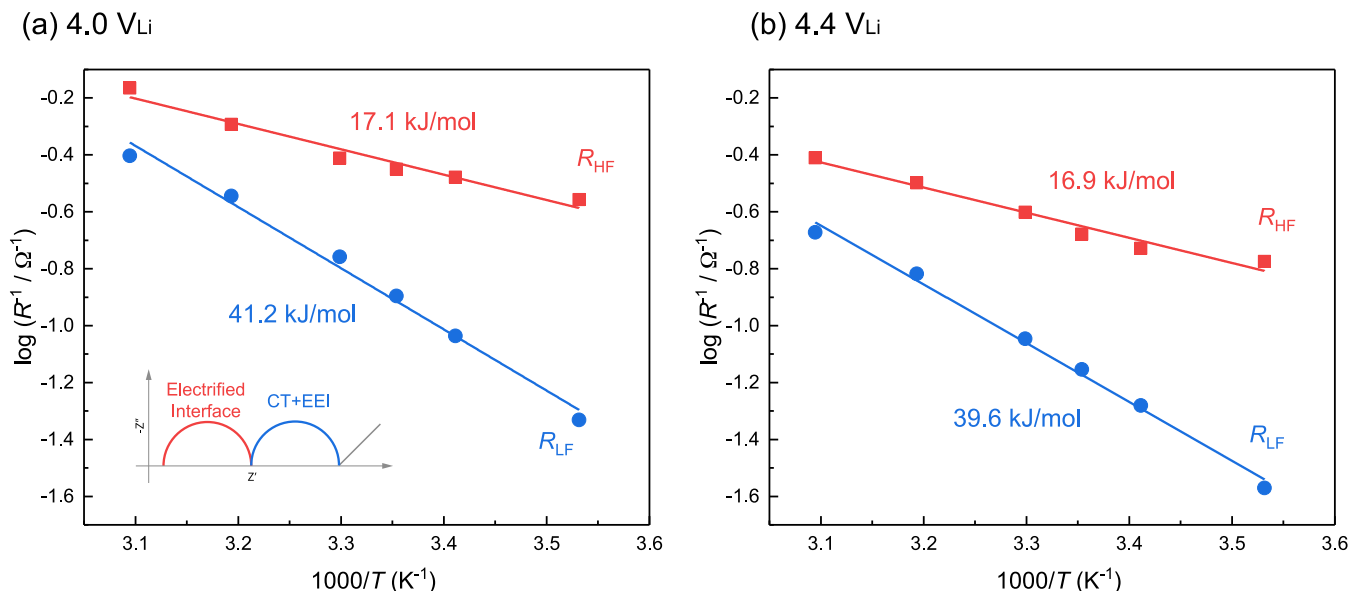 (a) 4.0 VLi
-0.2
-0.4
-0.6
-0.8
-1.0
-1.2
-1.4
-1.6
log (R⁻¹ / Ω⁻¹)
17.1 kJ/mol
RHF
41.2 kJ/mol
RLF
Electrified
Interface
CT+EEI
-Z''
Z'
3.1 3.2 3.3 3.4 3.5 3.6
1000/T (K⁻¹)
(b) 4.4 VLi
-0.2
-0.4
-0.6
-0.8
-1.0
-1.2
-1.4
-1.6
log (R⁻¹ / Ω⁻¹)
16.9 kJ/mol
RHF
39.6 kJ/mol
RLF
3.1 3.2 3.3 3.4 3.5 3.6
1000/T (K⁻¹)